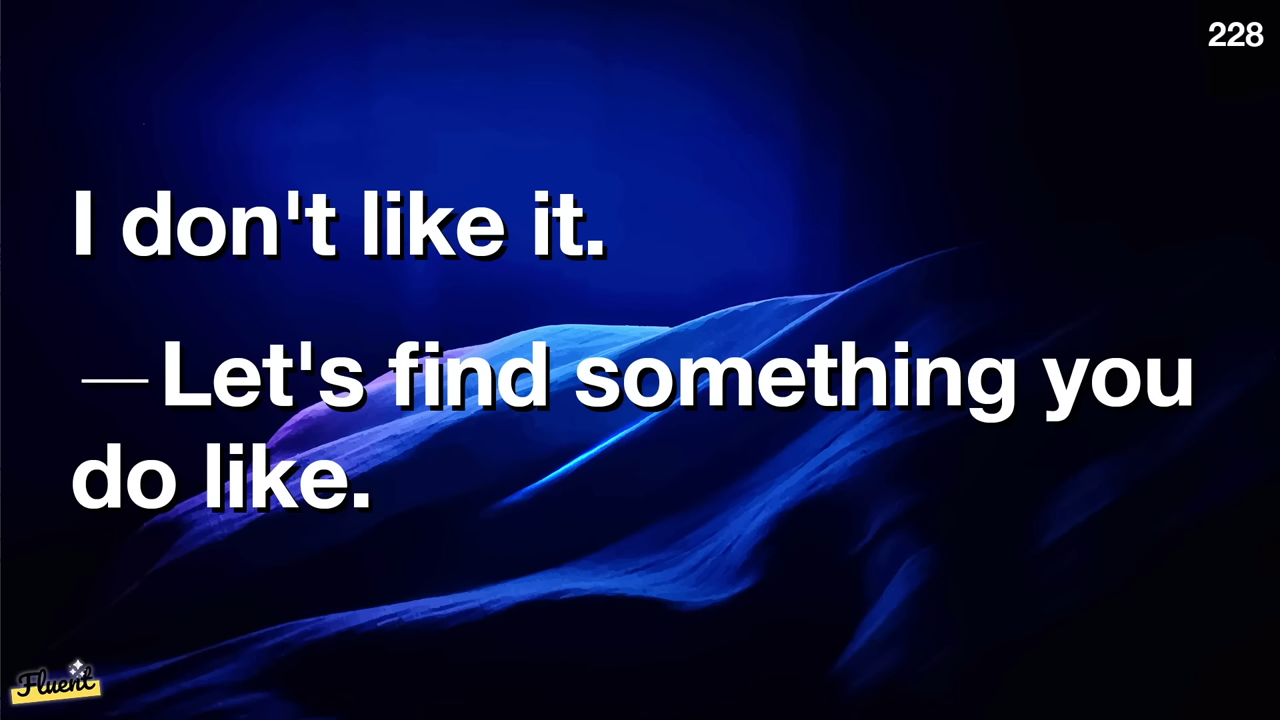 228
I don't like it.
— Let's find something you
do like.
Fluent